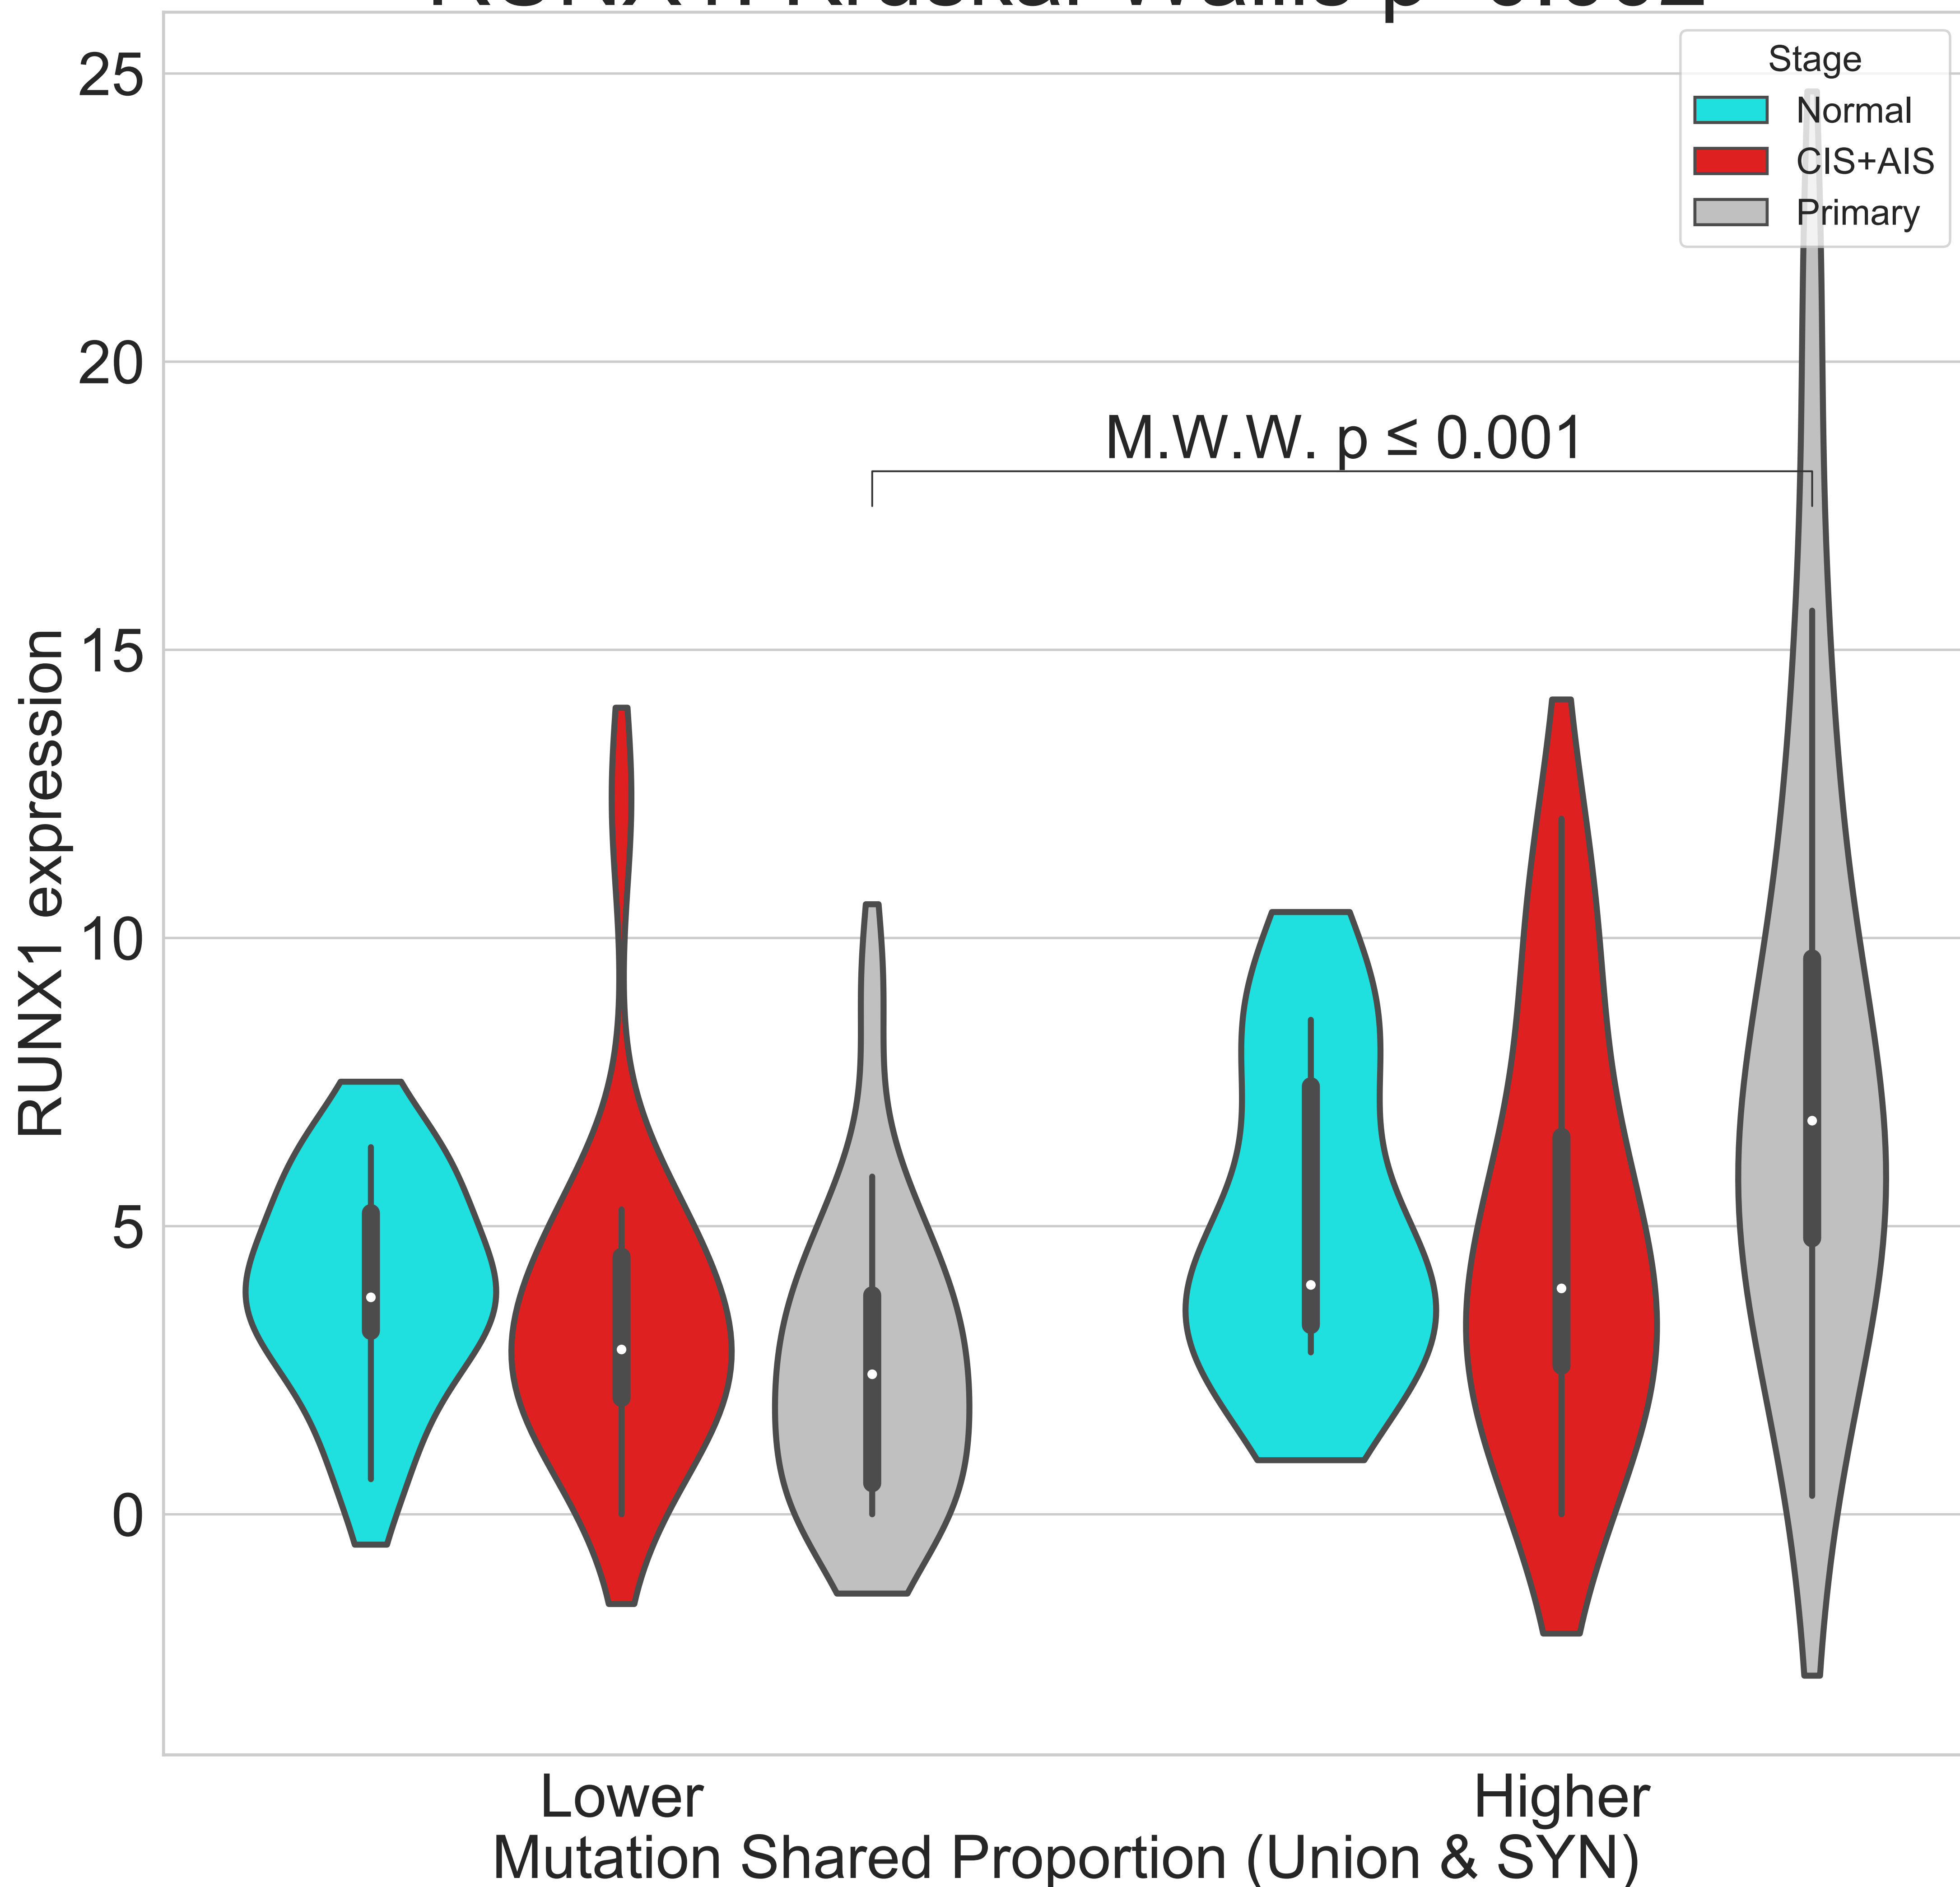 25
20
15
10
5
0
RUNX1 expression
Stage
Normal
CIS+AIS
Primary
M.W.W. p ≤ 0.001
Lower
Higher
Mutation Shared Proportion (Union & SYN)